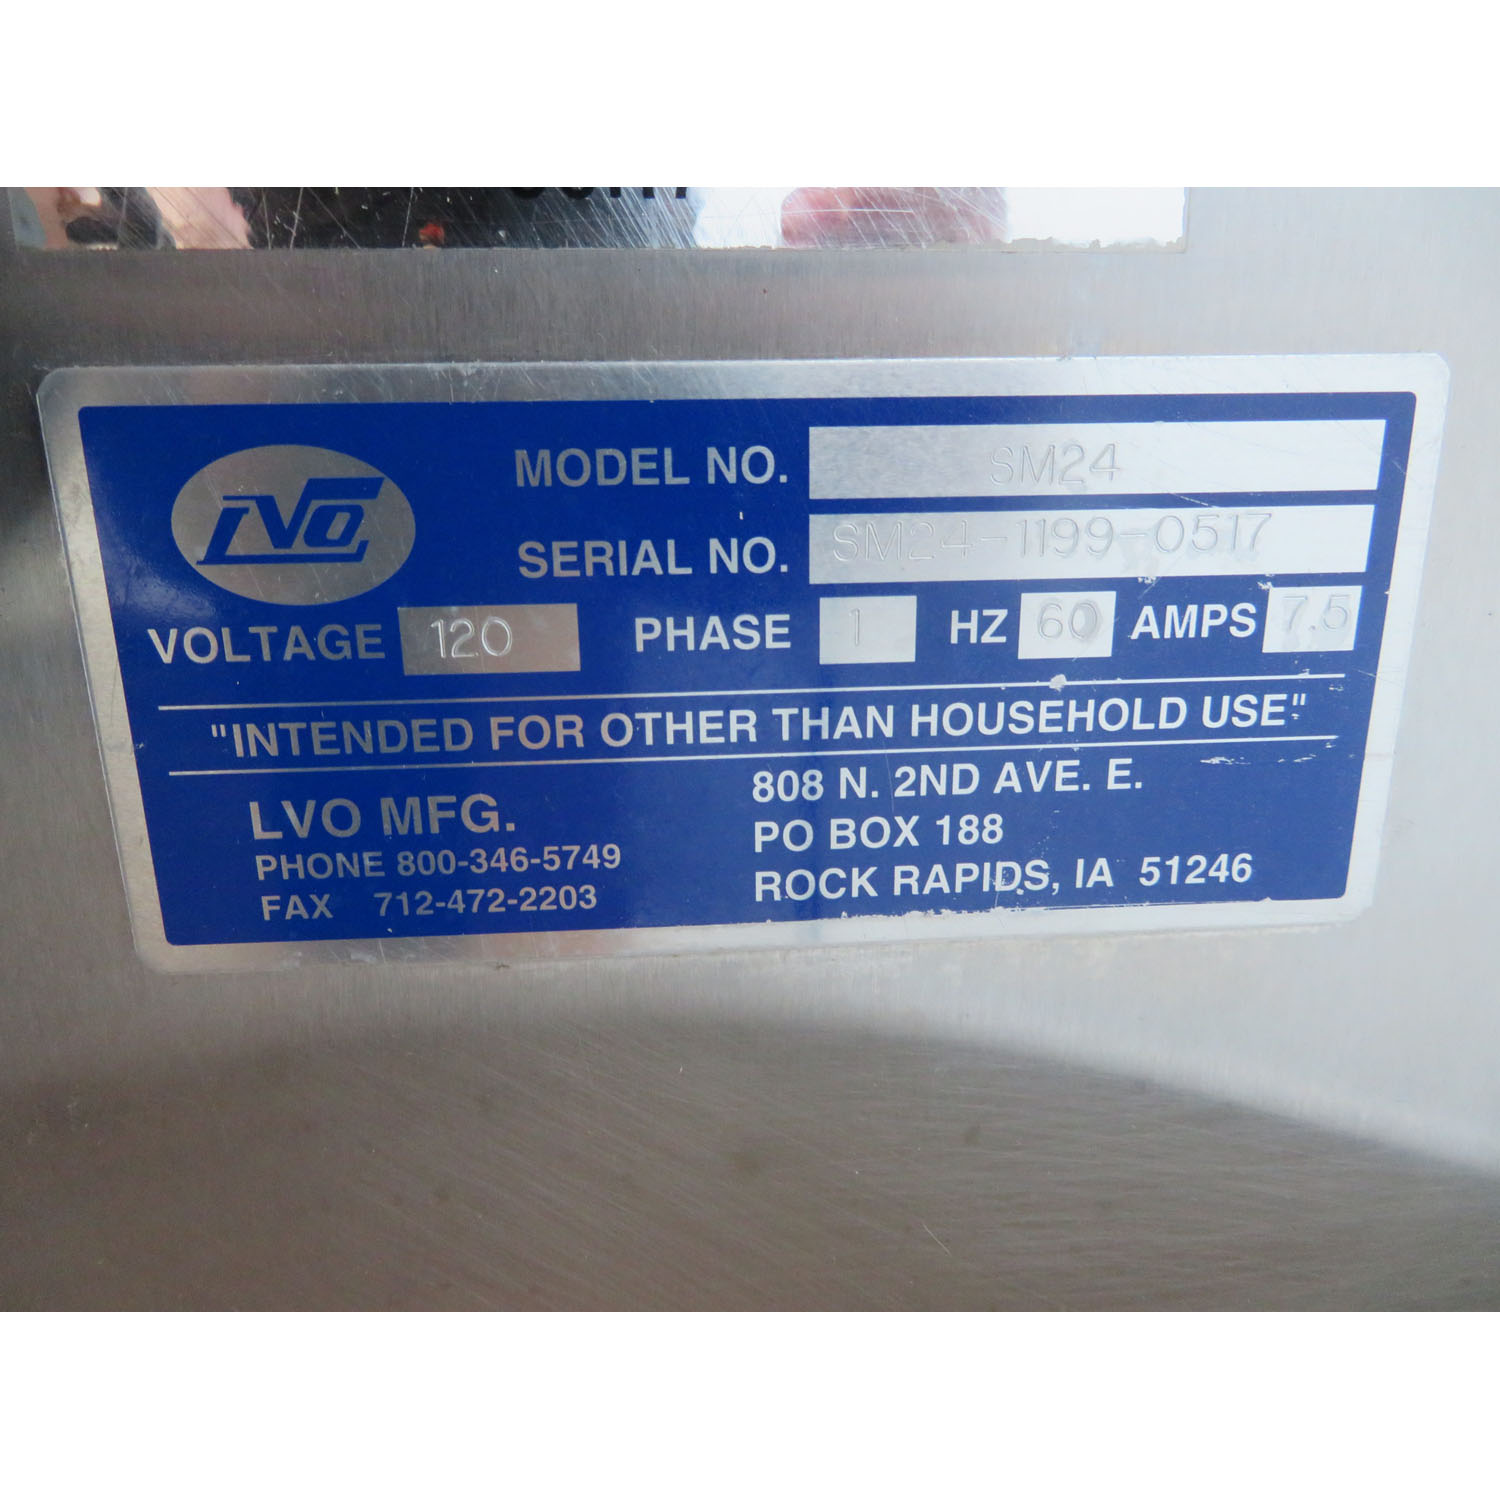 LVO
MODEL NO. SM24
SERIAL NO. SM24-1199-0517
VOLTAGE 120 PHASE 1 HZ 60 AMPS 7.5
"INTENDED FOR OTHER THAN HOUSEHOLD USE"
LVO MFG.
PHONE 800-346-5749
FAX 712-472-2203
808 N. 2ND AVE. E.
PO BOX 188
ROCK RAPIDS, IA 51246